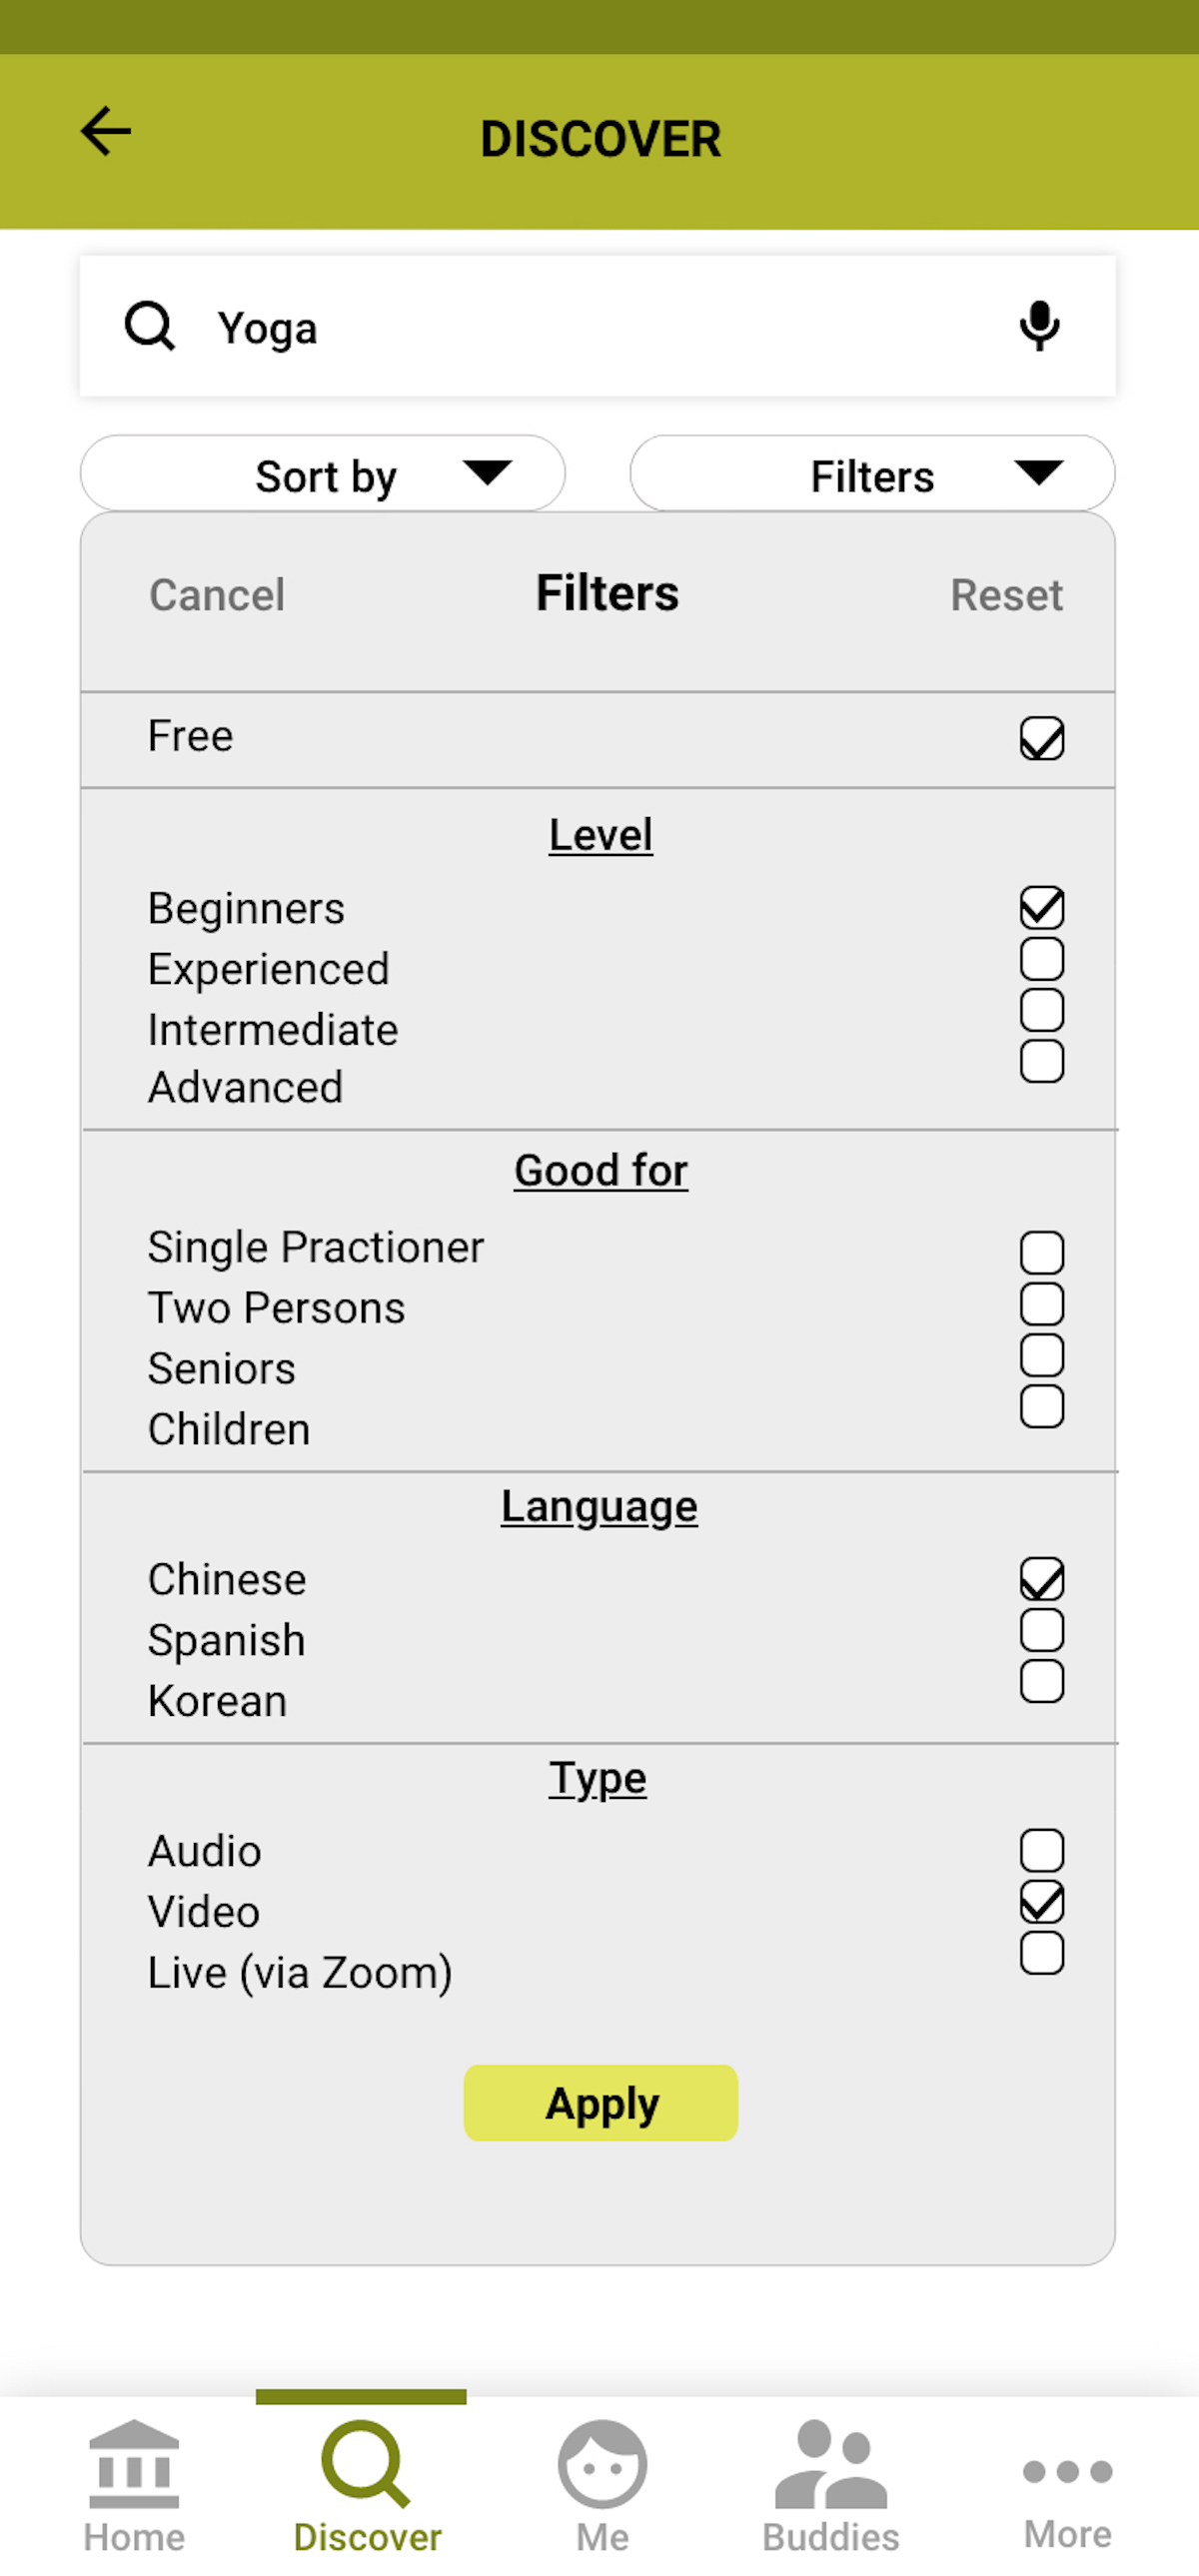 DISCOVER
Yoga
Sort by
Filters
Cancel
Filters
Reset
Free
Level
Beginners
Experienced
Intermediate
Advanced
Good for
Single Practioner
Two Persons
Seniors
Children
Language
Chinese
Spanish
Korean
Type
Audio
Video
Live (via Zoom)
Apply
Home
Discover
Me
Buddies
More